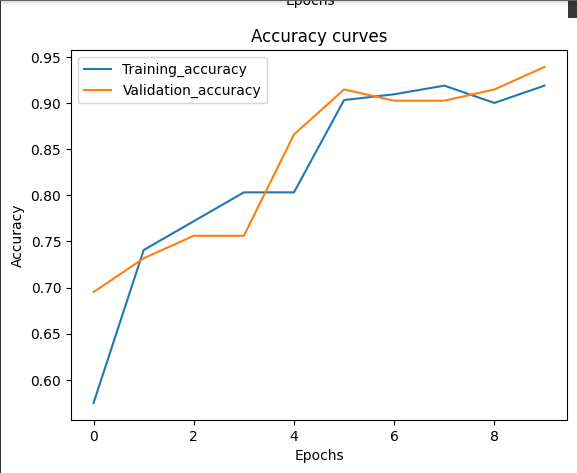 Epochs
Accuracy curves
Training_accuracy
Validation_accuracy
0.95
0.90
0.85
0.80
0.75
0.70
0.65
0.60
Accuracy
0 2 4 6 8
Epochs